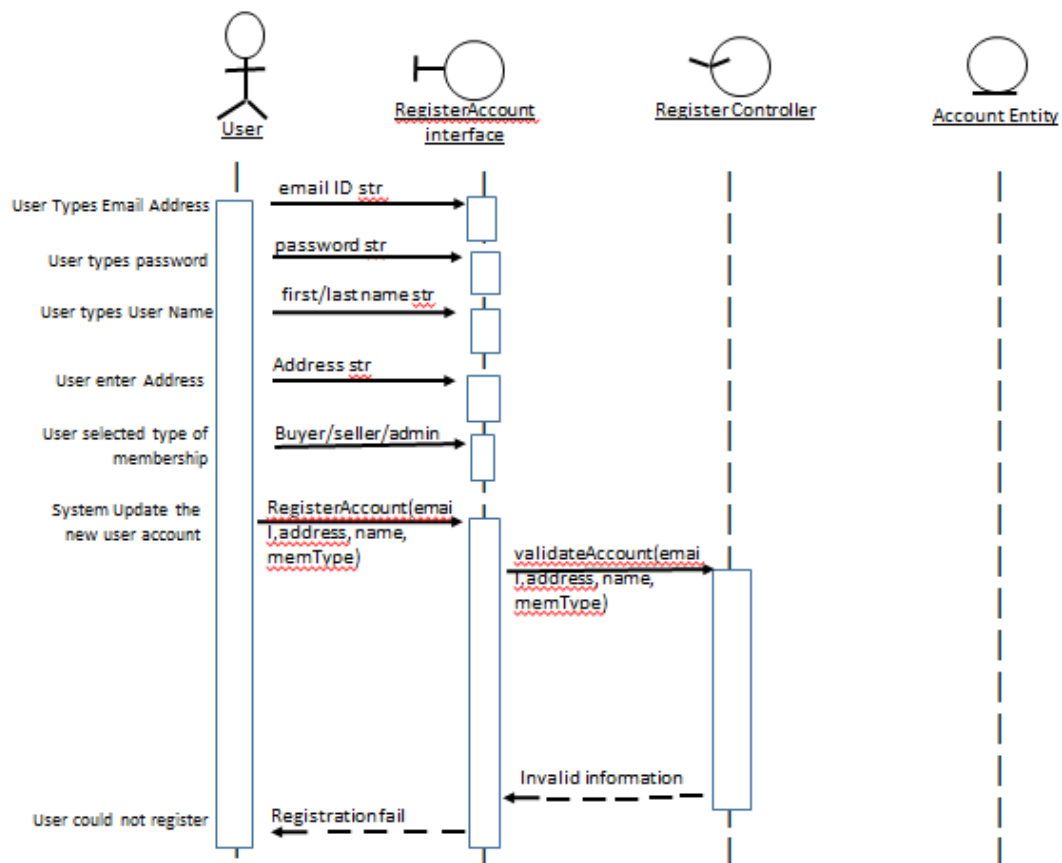 User
RegisterAccount
interface
Register Controller
Account Entity
User Types Email Address
email ID str
User types password
password str
User types User Name
first/last name str
User enter Address
Address str
User selected type of
membership
Buyer/seller/admin
System Update the
new user account
RegisterAccount(emai
l,address, name,
memType)
validateAccount(emai
l,address, name,
memType)
Invalid information
User could not register
Registration fail